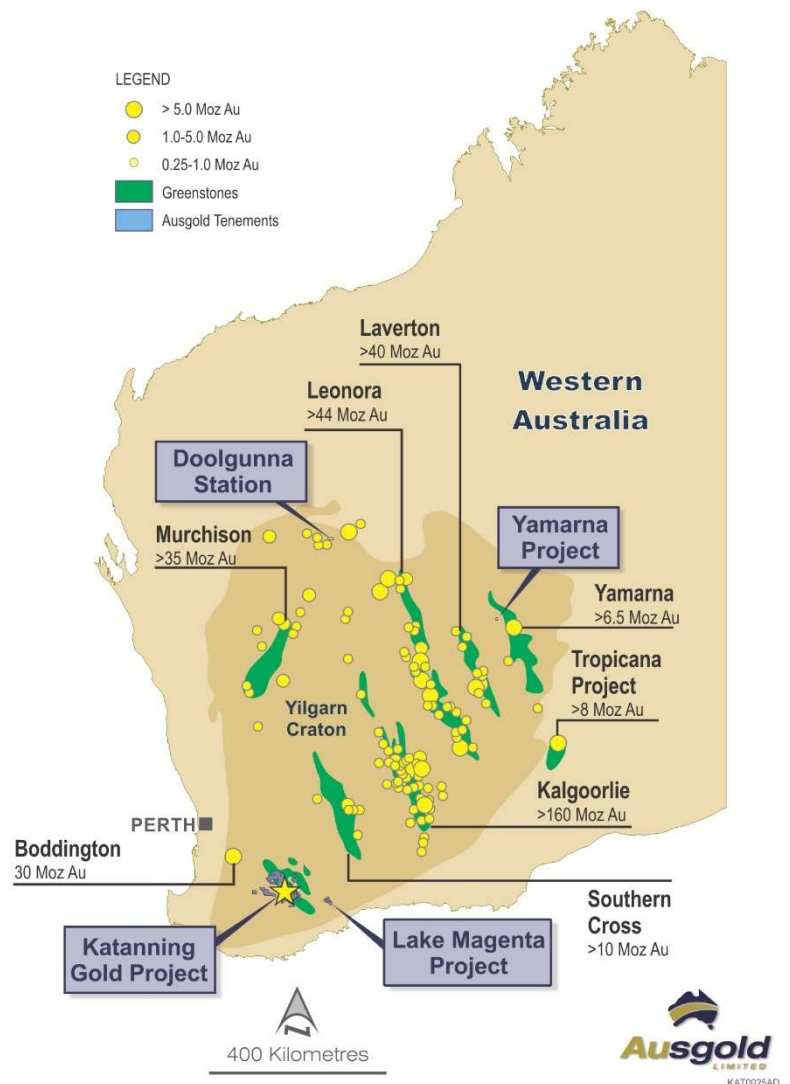 LEGEND
> 5.0 Moz Au
1.0-5.0 Moz Au
0.25-1.0 Moz Au
Greenstones
Ausgold Tenements
Laverton
>40 Moz Au
Western
Australia
Leonora
>44 Moz Au
Doolgunna
Station
Yamarna
Project
Murchison
>35 Moz Au
Yamarna
>6.5 Moz Au
Tropicana
Project
>8 Moz Au
Yilgarn
Craton
Kalgoorlie
>160 Moz Au
PERTH
Boddington
30 Moz Au
Southern
Cross
>10 Moz Au
Katanning
Gold Project
Lake Magenta
Project
N
400 Kilometres
Ausgold
LIMITED
KAT0025AD